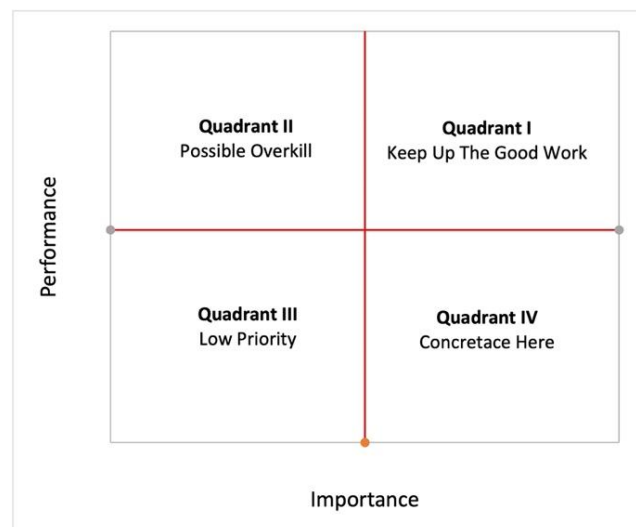 Quadrant II
Possible Overkill
Quadrant I
Keep Up The Good Work
Performance
Quadrant III
Low Priority
Quadrant IV
Concretace Here
Importance